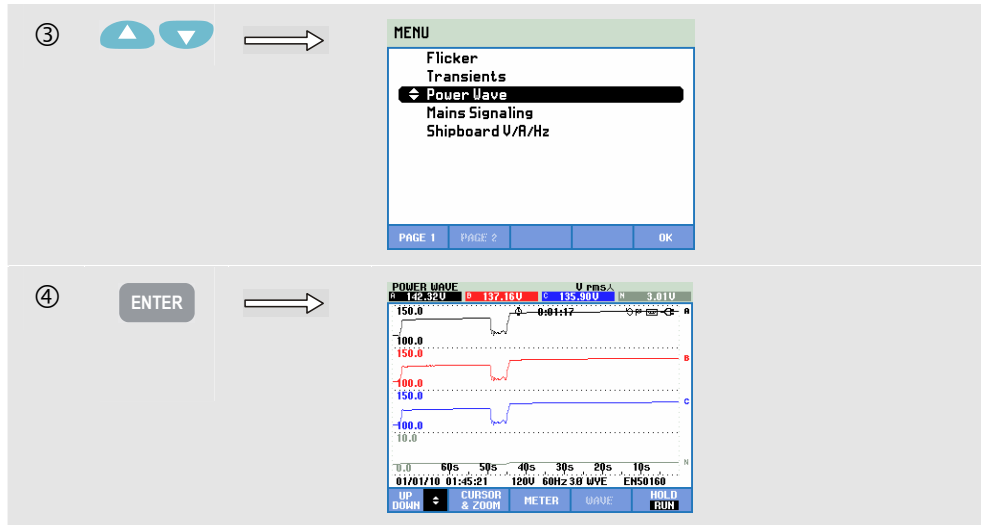 ③
MENU
Flicker
Transients
Power Wave
Mains Signaling
Shipboard V/A/Hz
PAGE 1 PAGE 2 OK
④
ENTER
POWER WAVE V rms
A 142.32V B 137.16V C 135.90V N 3.01V
150.0 0:01:17 A
100.0
150.0 B
100.0
150.0 C
100.0
10.0
0.0 60s 50s 40s 30s 20s 10s N
01/01/10 01:45:21 120V 60Hz 3Ø WYE EN50160
UP DOWN CURSOR & ZOOM METER WAVE HOLD RUN